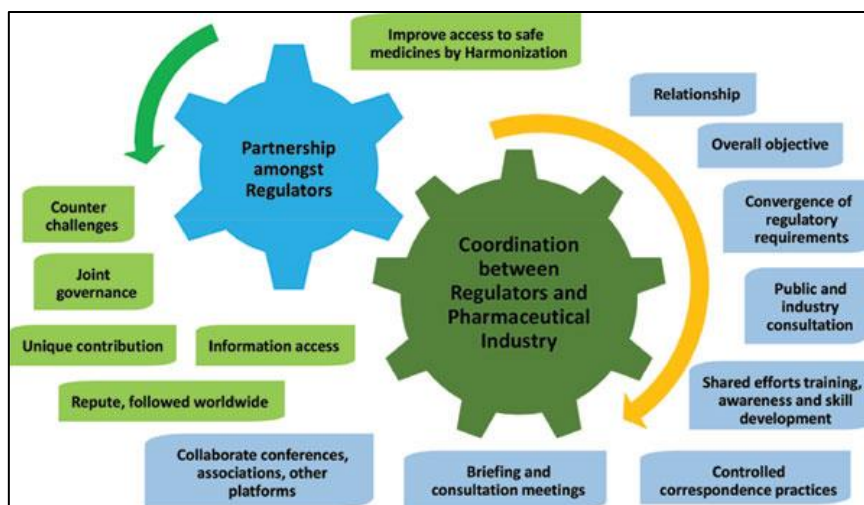 Improve access to safe
medicines by Harmonization
Partnership
amongst
Regulators
Counter
challenges
Joint
governance
Unique contribution
Information access
Repute, followed worldwide
Coordination
between
Regulators and
Pharmaceutical
Industry
Relationship
Overall objective
Convergence of
regulatory
requirements
Public and
industry
consultation
Shared efforts training,
awareness and skill
development
Controlled
correspondence practices
Briefing and
consultation meetings
Collaborate conferences,
associations, other
platforms